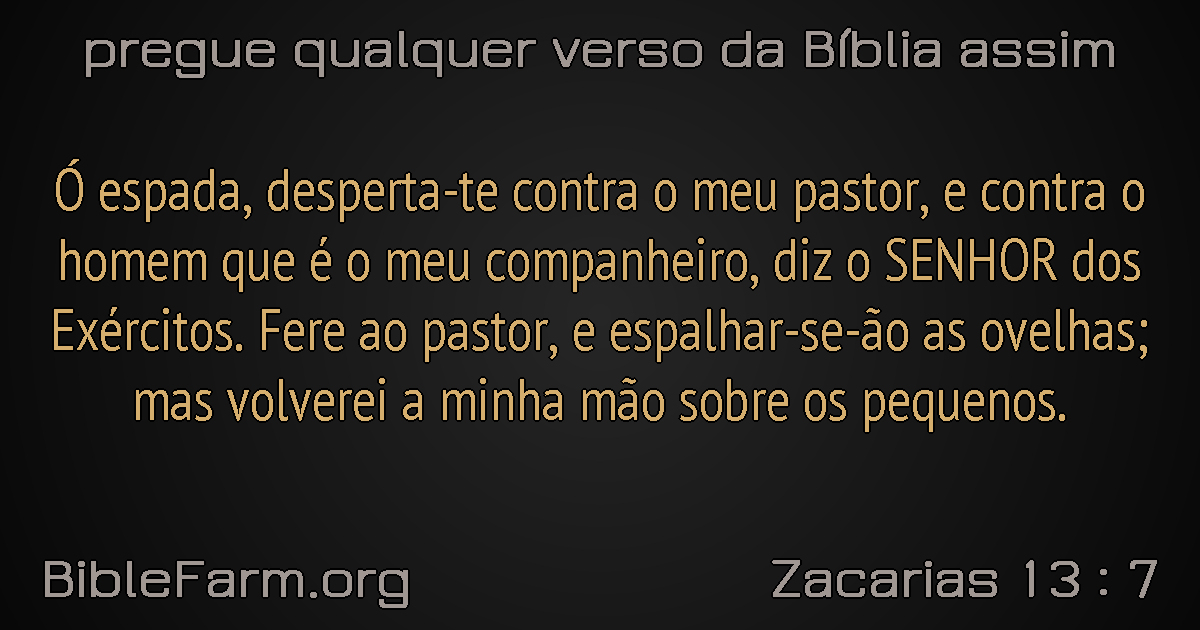 pregue qualquer verso da Bíblia assim
Ó espada, desperta-te contra o meu pastor, e contra o
homem que é o meu companheiro, diz o SENHOR dos
Exércitos. Fere ao pastor, e espalhar-se-ão as ovelhas;
mas volverei a minha mão sobre os pequenos.
BibleFarm.org
Zacarias 13 : 7